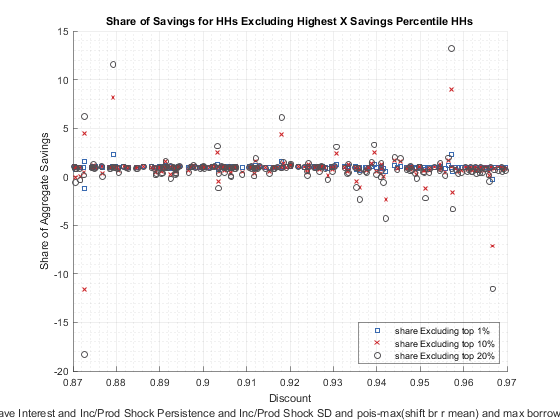 Share of Savings for HHs Excluding Highest X Savings Percentile HHs
Share of Aggregate Savings
15
10
5
0
-5
-10
-15
-20
0.87
0.88
0.89
0.9
0.91
0.92
0.93
0.94
0.95
0.96
0.97
share Excluding top 1%
share Excluding top 10%
share Excluding top 20%
Discount
ave Interest and Inc/Prod Shock Persistence and Inc/Prod Shock SD and pois-max(shift br r mean) and max borrow